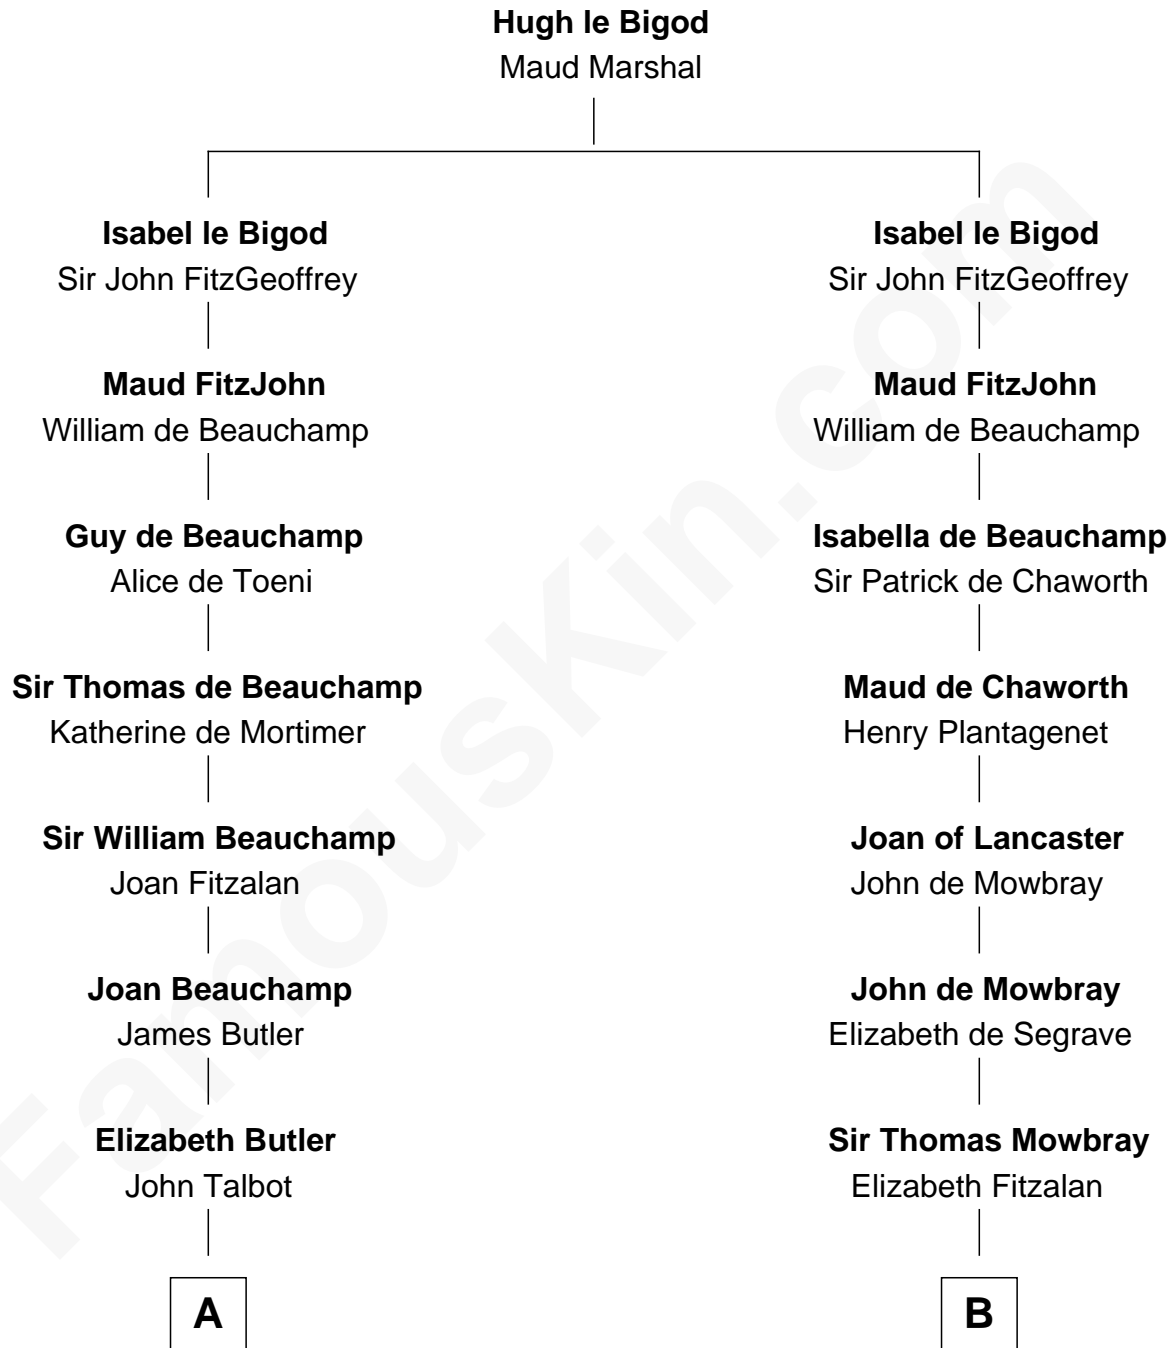 Hugh le Bigod
Maud Marshal
Isabel le Bigod
Sir John FitzGeoffrey
Maud FitzJohn
William de Beauchamp
Guy de Beauchamp
Alice de Toeni
Sir Thomas de Beauchamp
Katherine de Mortimer
Sir William Beauchamp
Joan Fitzalan
Joan Beauchamp
James Butler
Elizabeth Butler
John Talbot
A
Isabel le Bigod
Sir John FitzGeoffrey
Maud FitzJohn
William de Beauchamp
Isabella de Beauchamp
Sir Patrick de Chaworth
Maud de Chaworth
Henry Plantagenet
Joan of Lancaster
John de Mowbray
John de Mowbray
Elizabeth de Segrave
Sir Thomas Mowbray
Elizabeth Fitzalan
B
FamousKin.com